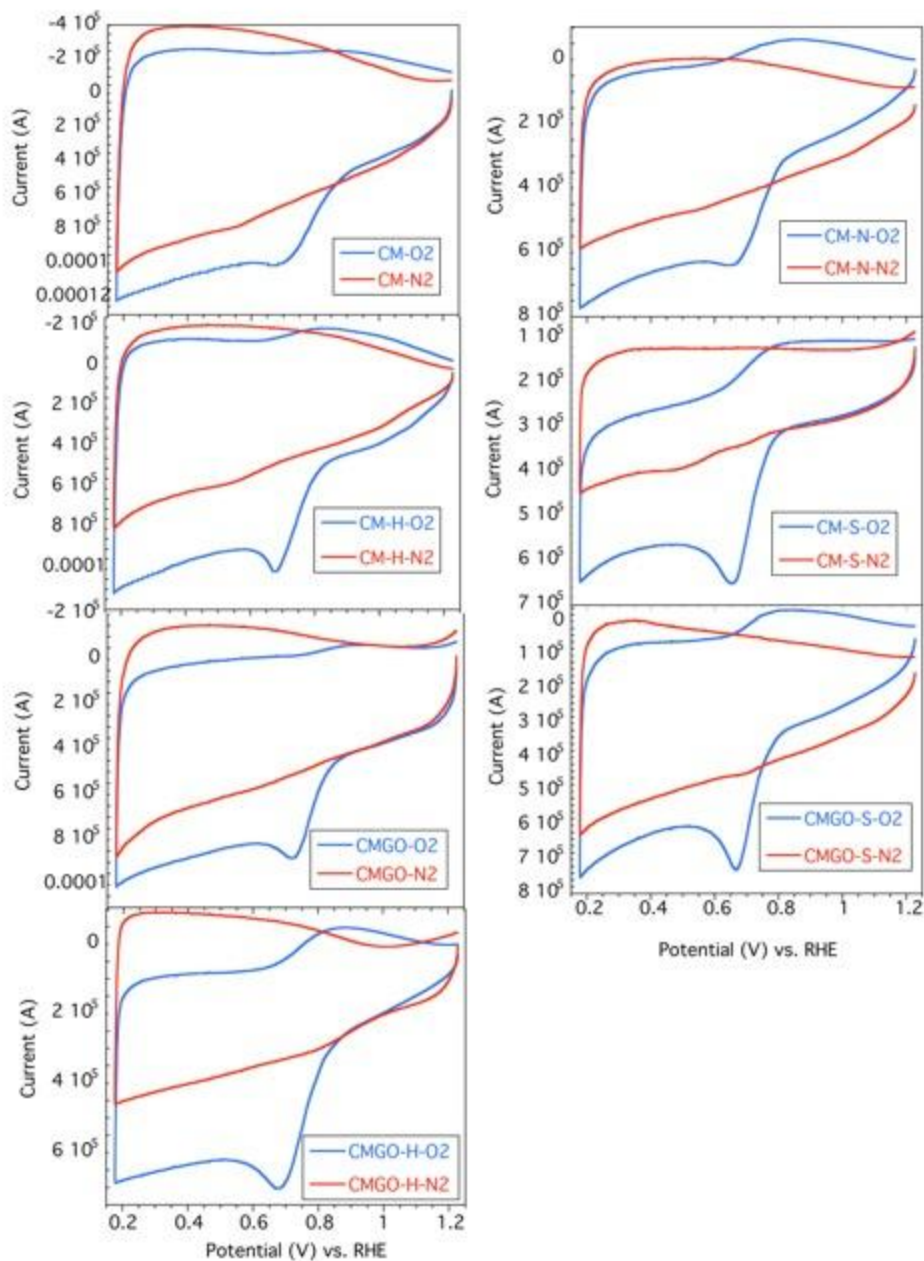 -4 10⁵
-2 10⁵
0
2 10⁵
4 10⁵
6 10⁵
8 10⁵
0.0001
0.00012
Current (A)
CM-O2
CM-N2
-2 10⁵
0
2 10⁵
4 10⁵
6 10⁵
8 10⁵
0.0001
Current (A)
CM-H-O2
CM-H-N2
-2 10⁵
0
2 10⁵
4 10⁵
6 10⁵
8 10⁵
0.0001
Current (A)
CMGO-O2
CMGO-N2
0
2 10⁵
4 10⁵
6 10⁵
Current (A)
CMGO-H-O2
CMGO-H-N2
0.2 0.4 0.6 0.8 1 1.2
Potential (V) vs. RHE
0
2 10⁵
4 10⁵
6 10⁵
8 10⁵
Current (A)
CM-N-O2
CM-N-N2
1 10⁵
2 10⁵
3 10⁵
4 10⁵
5 10⁵
6 10⁵
7 10⁵
Current (A)
CM-S-O2
CM-S-N2
0
1 10⁵
2 10⁵
3 10⁵
4 10⁵
5 10⁵
6 10⁵
7 10⁵
8 10⁵
Current (A)
CMGO-S-O2
CMGO-S-N2
0.2 0.4 0.6 0.8 1 1.2
Potential (V) vs. RHE